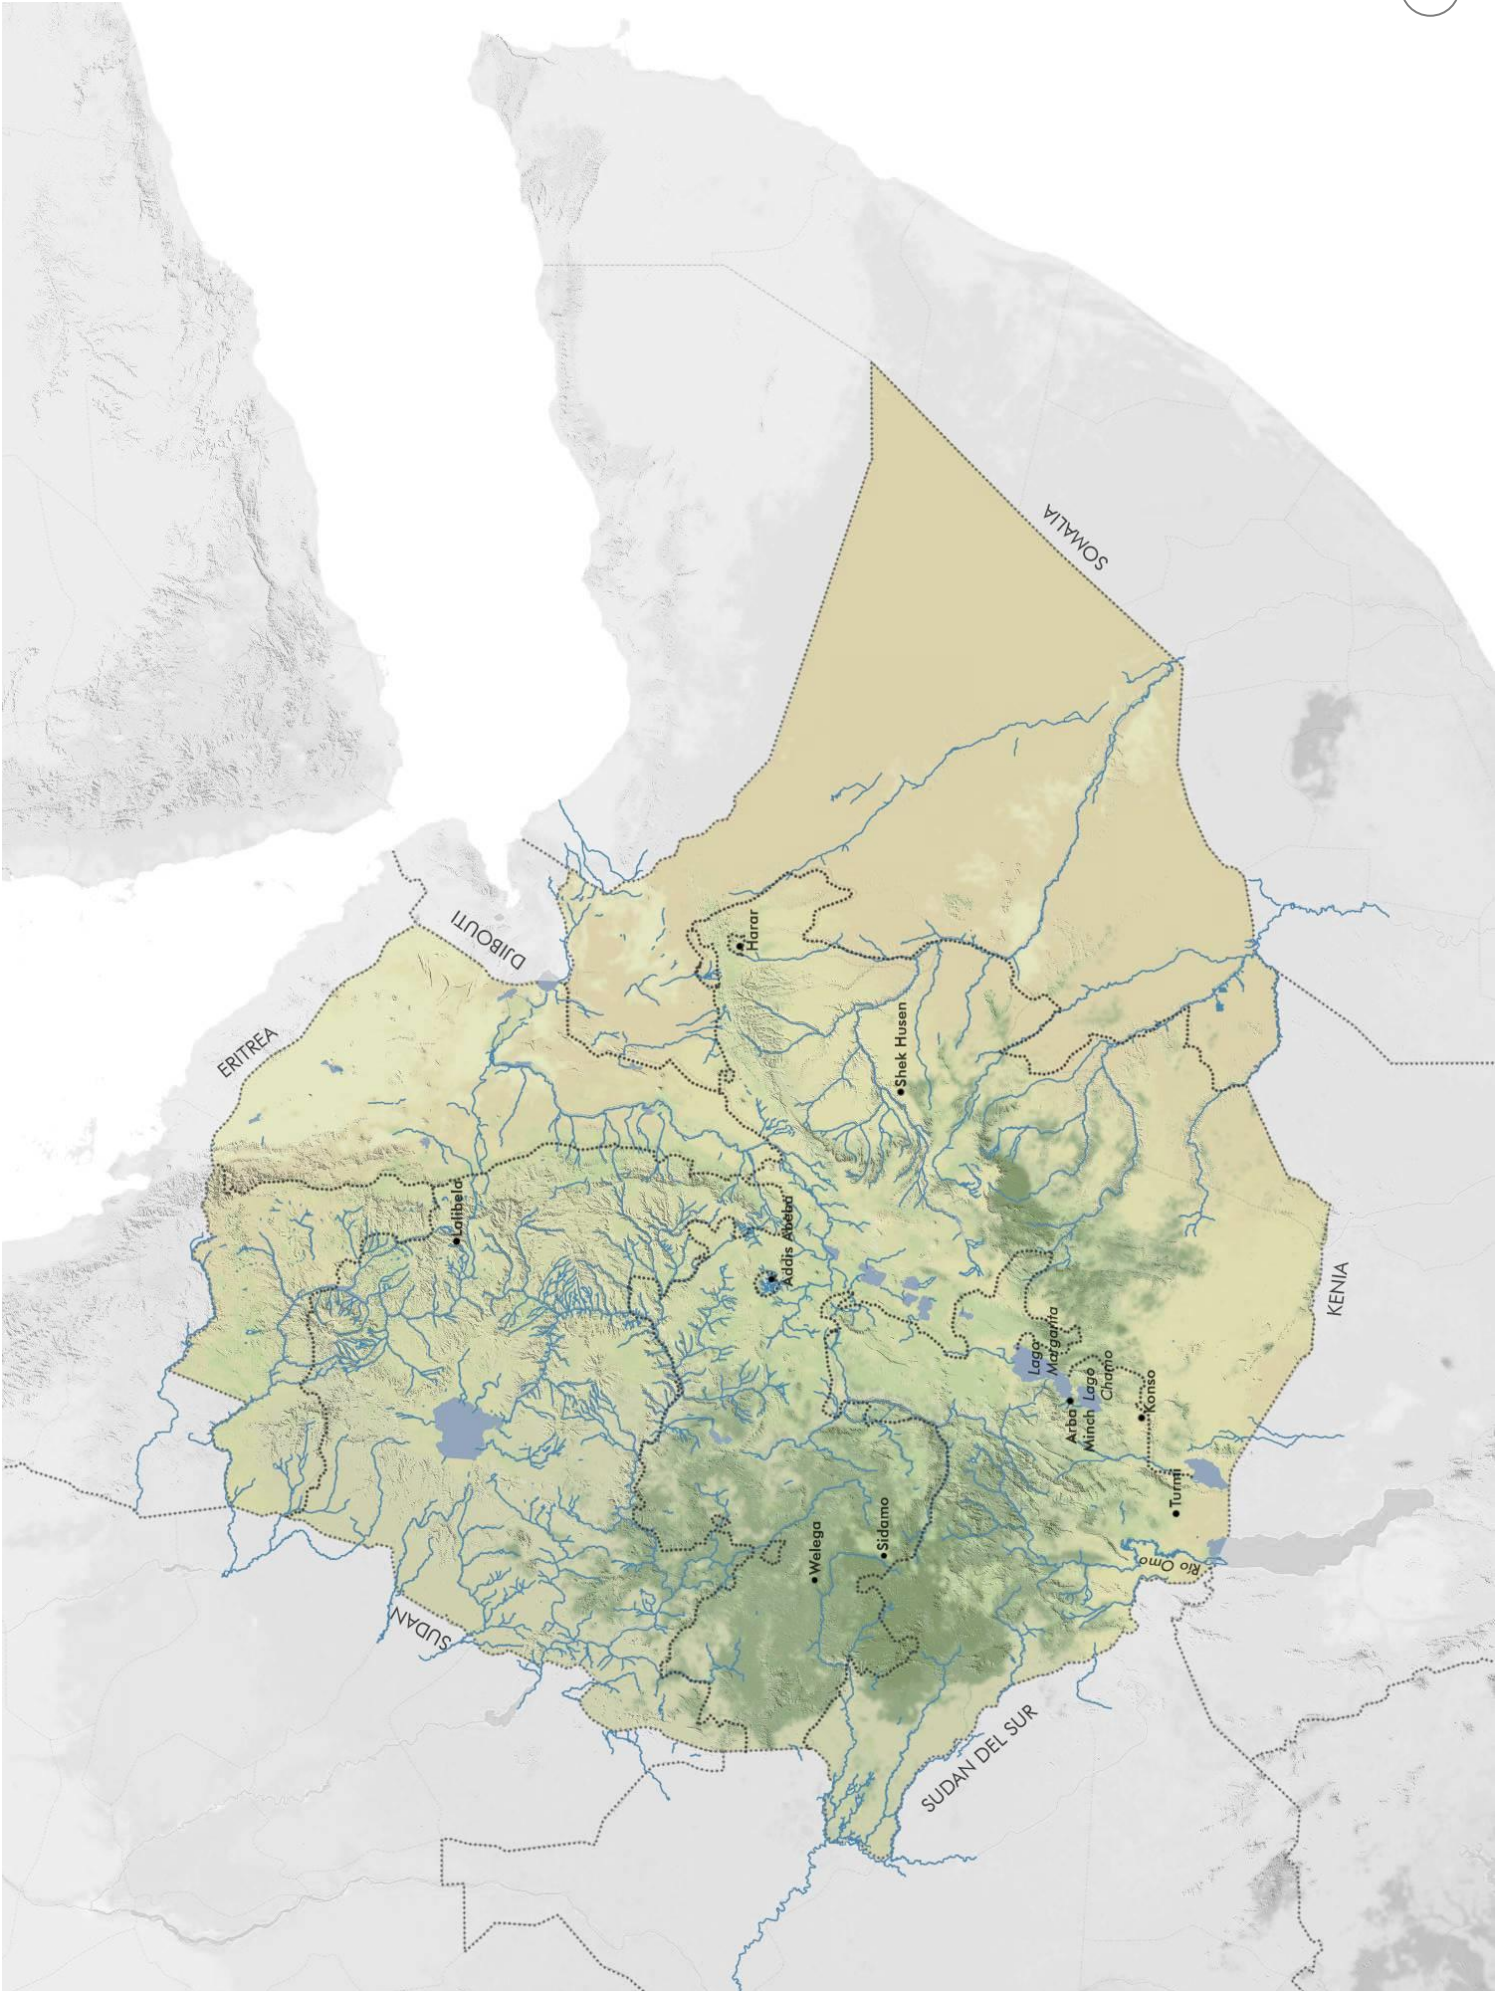 ERITREA
DJIBOUTI
SOMALIA
SUDAN
SUDAN DEL SUR
KENIA
Lalibela
Harar
Addis Abeba
Shek Husen
Welega
Sidamo
Lago
Margarita
Arba
Minch
Lago
Chamo
Konso
Turmi
Río Omo